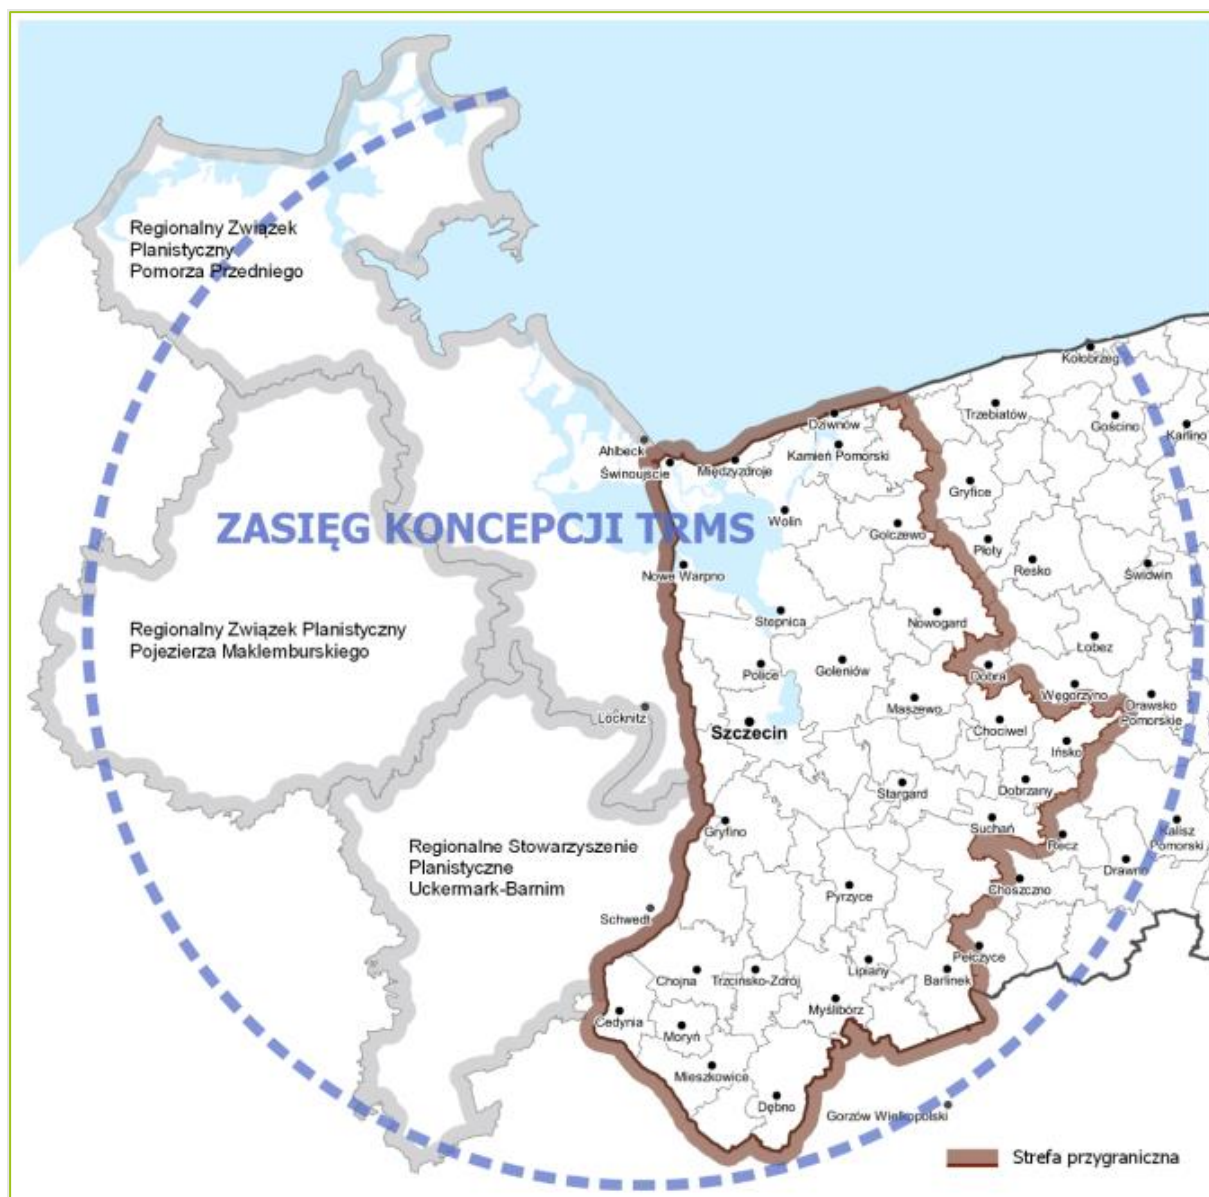 Regionalny Związek
Planistyczny
Pomorza Przedniego
Kołobrzeg
Trzebiatów
Gościno
Karlino
Dziwnów
Ahlbeck
Kamień Pomorski
Świnoujście
Międzyzdroje
Gryfice
ZASIĘG KONCEPCJI TRMS
Wolin
Golczewo
Płoty
Resko
Świdwin
Nowe Warpno
Stepnica
Nowogard
Regionalny Związek Planistyczny
Pojezierza Maklemburskiego
Łobez
Police
Goleniów
Dobra
Węgorzyno
Maszewo
Drawsko
Pomorskie
Locknitz
Szczecin
Chociwel
Ińsko
Stargard
Dobrzany
Suchań
Gryfino
Recz
Kalisz
Pomorski
Regionalne Stowarzyszenie
Planistyczne
Uckermark-Barnim
Drawno
Choszczno
Pyrzyce
Schwedt
Pełczyce
Chojna
Trzcińsko-Zdrój
Lipiany
Barlinek
Myślibórz
Cedynia
Moryń
Mieszkowice
Dębno
Gorzów Wielkopolski
Strefa przygraniczna